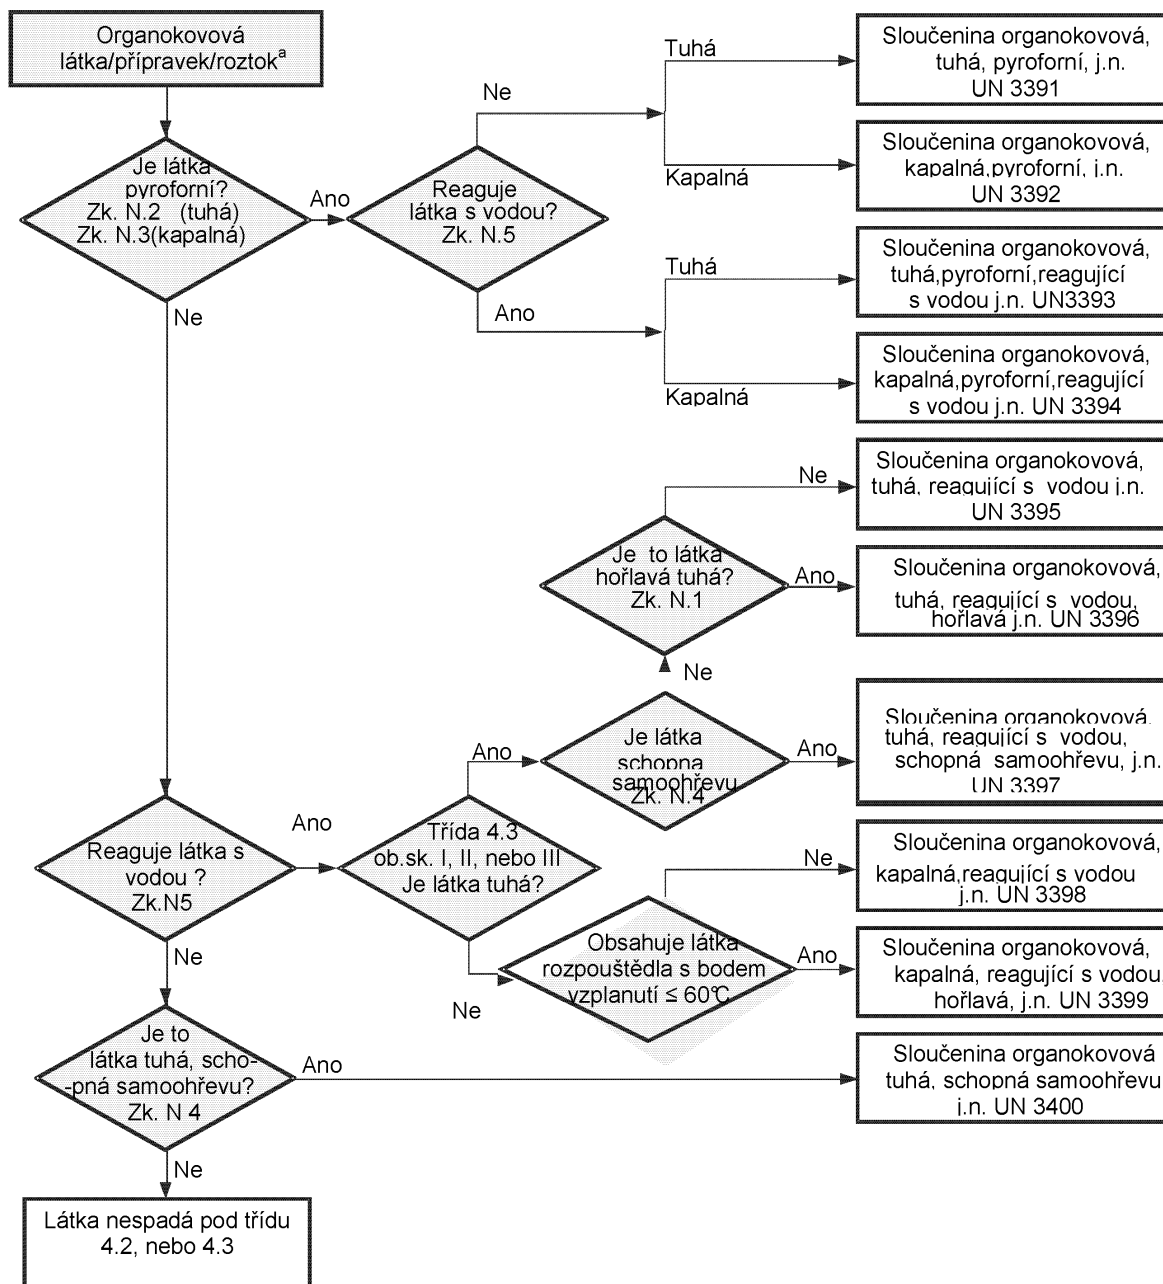 Organokovová
látka/přípravek/roztokᵃ
Je látka
pyroforní?
Zk. N.2 (tuhá)
Zk. N.3(kapalná)
Ano
Ne
Reaguje
látka s vodou?
Zk. N.5
Ne
Ano
Tuhá
Kapalná
Tuhá
Kapalná
Sloučenina organokovová,
tuhá, pyroforní, j.n.
UN 3391
Sloučenina organokovová,
kapalná,pyroforní, j.n.
UN 3392
Sloučenina organokovová,
tuhá,pyroforní,reagující
s vodou j.n. UN3393
Sloučenina organokovová,
kapalná,pyroforní,reagující
s vodou j.n. UN 3394
Ne
Sloučenina organokovová,
tuhá, reagující s vodou j.n.
UN 3395
Je to látka
hořlavá tuhá?
Zk. N.1
Ano
Sloučenina organokovová,
tuhá, reagující s vodou,
hořlavá j.n. UN 3396
Ne
Je látka
schopna
samoohřevu
Zk. N.4
Ano
Ano
Sloučenina organokovová,
tuhá, reagující s vodou,
schopná samoohřevu, j.n.
UN 3397
Reaguje látka s
vodou ?
Zk.N5
Ano
Třída 4.3
ob.sk. I, II, nebo III
Je látka tuhá?
Ne
Sloučenina organokovová,
kapalná,reagující s vodou
j.n. UN 3398
Ne
Obsahuje látka
rozpouštědla s bodem
vzplanutí ≤ 60°C
Ano
Sloučenina organokovová,
kapalná, reagující s vodou,
hořlavá, j.n. UN 3399
Ne
Je to
látka tuhá, scho-
-pná samoohřevu?
Zk. N 4
Ano
Sloučenina organokovová
tuhá, schopná samoohřevu
j.n. UN 3400
Ne
Látka nespadá pod třídu
4.2, nebo 4.3